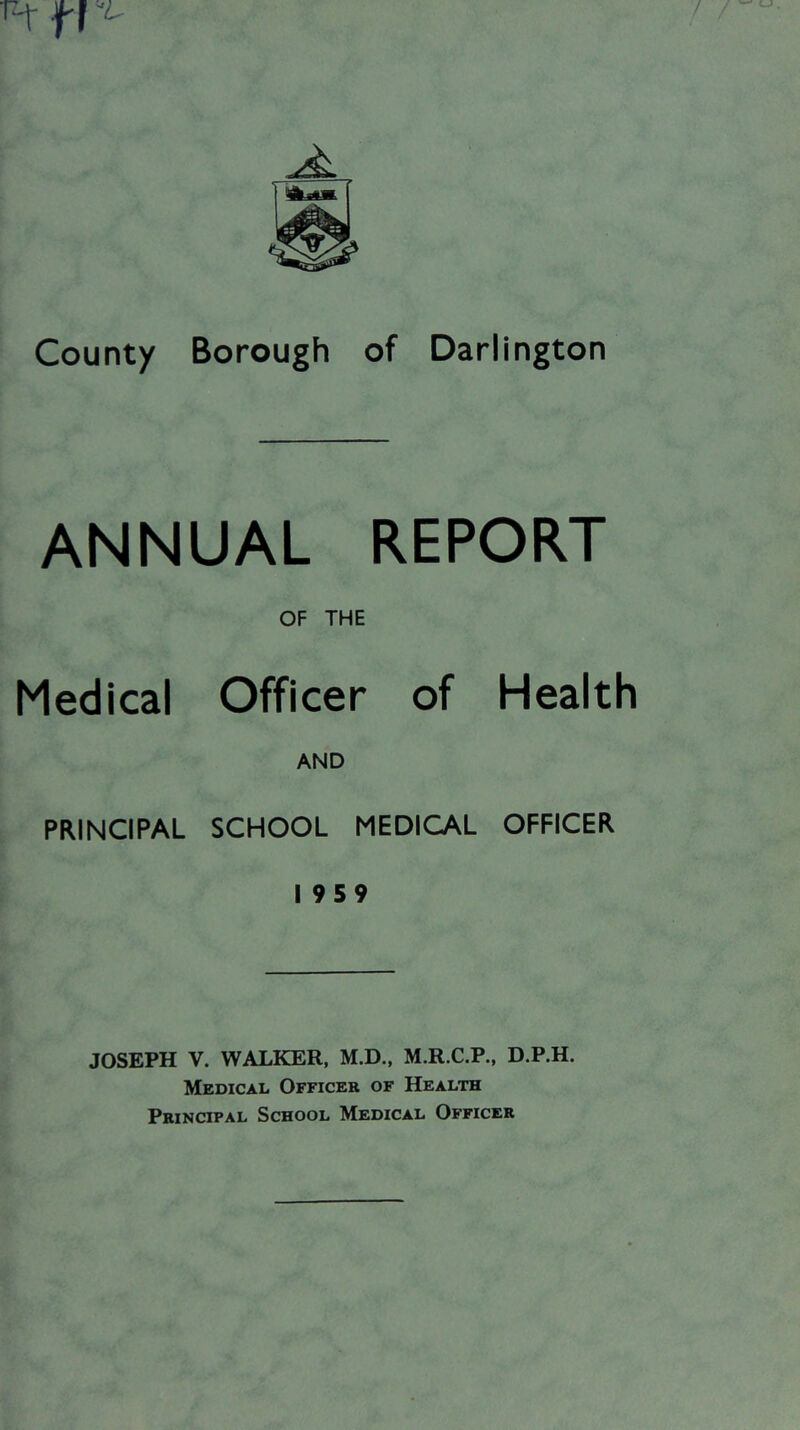 County Borough of Darlington
ANNUAL REPORT
OF THE
Medical Officer of Health
AND
PRINCIPAL SCHOOL MEDICAL OFFICER
1959
JOSEPH V. WALKER, M.D., M.R.C.P., D.P.H.
MEDICAL OFFICER OF HEALTH
PRINCIPAL SCHOOL MEDICAL OFFICER